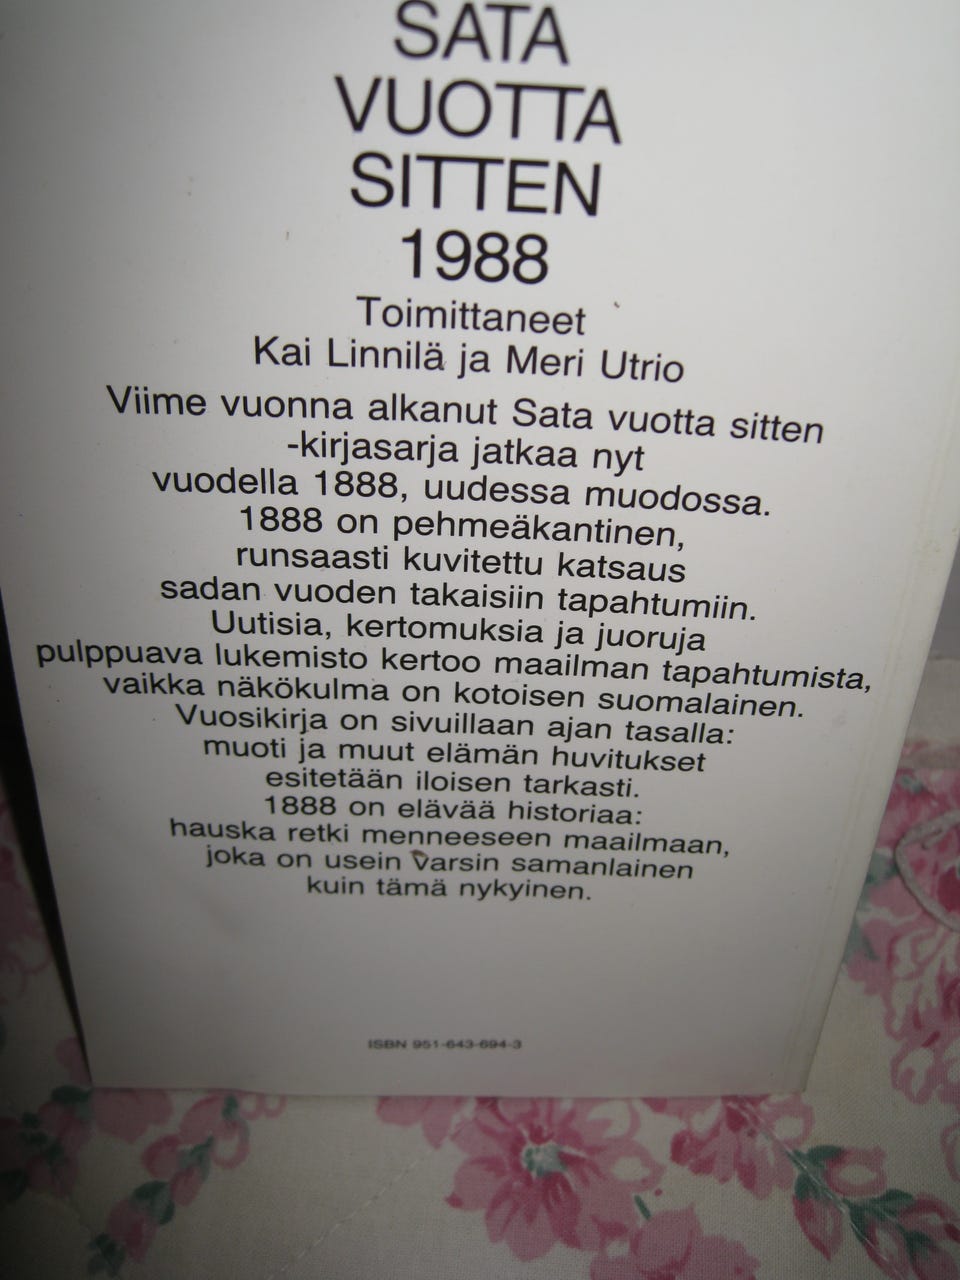 SATA
VUOTTA
SITTEN
1988
Toimittaneet
Kai Linnilä ja Meri Utrio
Viime vuonna alkanut Sata vuotta sitten
-kirjasarja jatkaa nyt
vuodella 1888, uudessa muodossa.
1888 on pehmeäkantinen,
runsaasti kuvitettu katsaus
sadan vuoden takaisiin tapahtumiin.
Uutisia, kertomuksia ja juoruja
pulppuava lukemisto kertoo maailman tapahtumista,
vaikka näkökulma on kotoisen suomalainen.
Vuosikirja on sivuillaan ajan tasalla:
muoti ja muut elämän huvitukset
esitetään iloisen tarkasti.
1888 on elävää historiaa:
hauska retki menneeseen maailmaan,
joka on usein varsin samanlainen
kuin tämä nykyinen.
ISBN 951-643-694-3